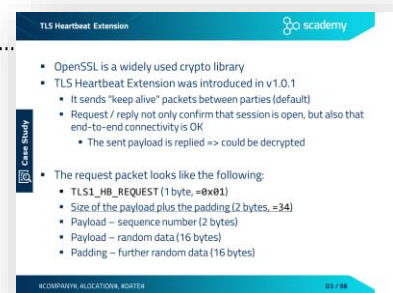 TLS Heartbeat Extension
scademy
OpenSSL is a widely used crypto library
TLS Heartbeat Extension was introduced in v1.0.1
It sends "keep alive" packets between parties (default)
Request / reply not only confirm that session is open, but also that
end-to-end connectivity is OK
The sent payload is replied => could be decrypted
Case Study
The request packet looks like the following:
TLS1_HB_REQUEST (1 byte, =0x01)
Size of the payload plus the padding (2 bytes, =34)
Payload – sequence number (2 bytes)
Payload – random data (16 bytes)
Padding – further random data (16 bytes)
#COMPANY#, #LOCATION#, #DATE#
D3 / 98